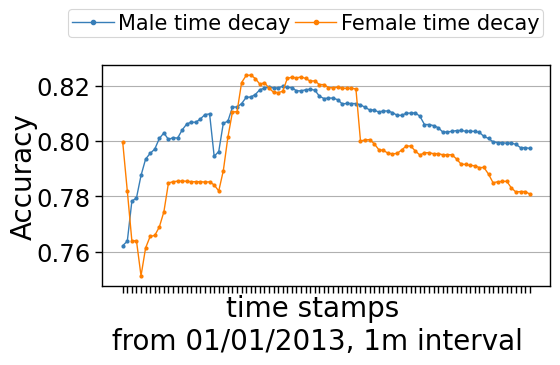 Male time decay Female time decay
0.82
0.80
0.78
0.76
Accuracy
time stamps
from 01/01/2013, 1m interval